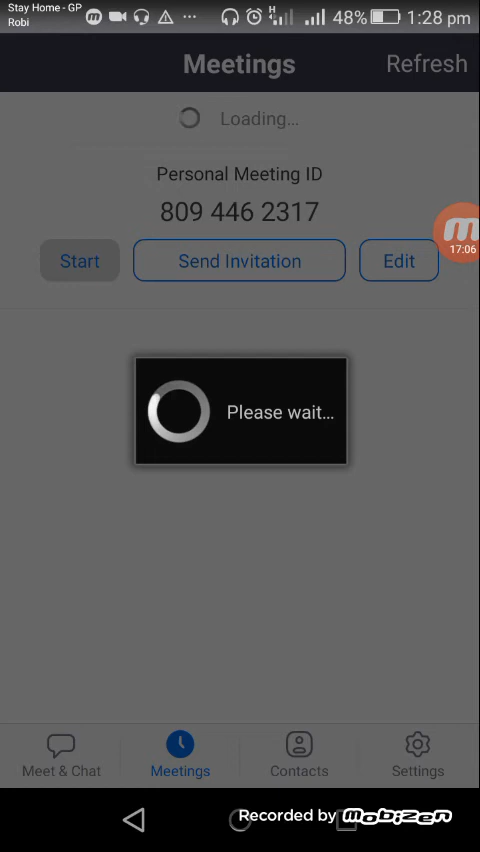 Stay Home - GP
Robi
H
48%
1:28 pm
Meetings
Refresh
Loading...
Personal Meeting ID
809 446 2317
17:06
Start
Send Invitation
Edit
Please wait...
Meet & Chat
Meetings
Contacts
Settings
Recorded by mobizen